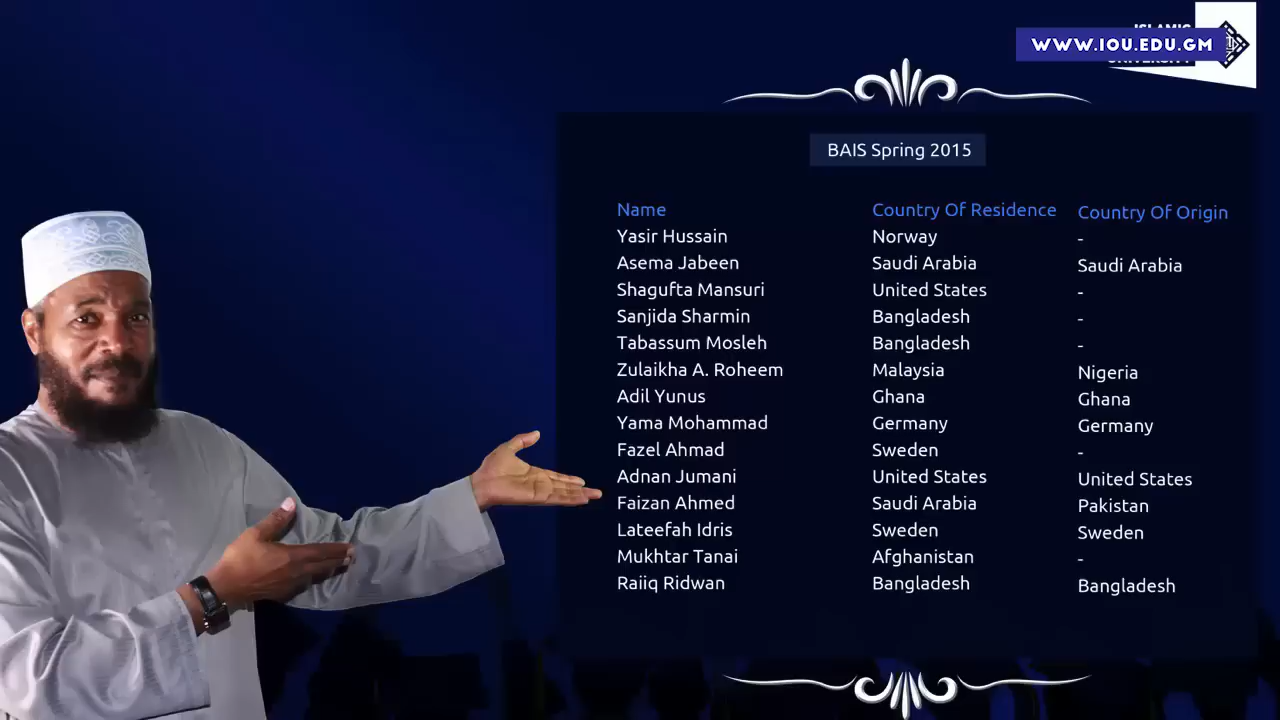 ISLAMIC
WWW.IOU.EDU.GM
UNIVERSITY
BAIS Spring 2015
Name Country Of Residence Country Of Origin
Yasir Hussain Norway -
Asema Jabeen Saudi Arabia Saudi Arabia
Shagufta Mansuri United States -
Sanjida Sharmin Bangladesh -
Tabassum Mosleh Bangladesh -
Zulaikha A. Roheem Malaysia Nigeria
Adil Yunus Ghana Ghana
Yama Mohammad Germany Germany
Fazel Ahmad Sweden -
Adnan Jumani United States United States
Faizan Ahmed Saudi Arabia Pakistan
Lateefah Idris Sweden Sweden
Mukhtar Tanai Afghanistan -
Raiiq Ridwan Bangladesh Bangladesh